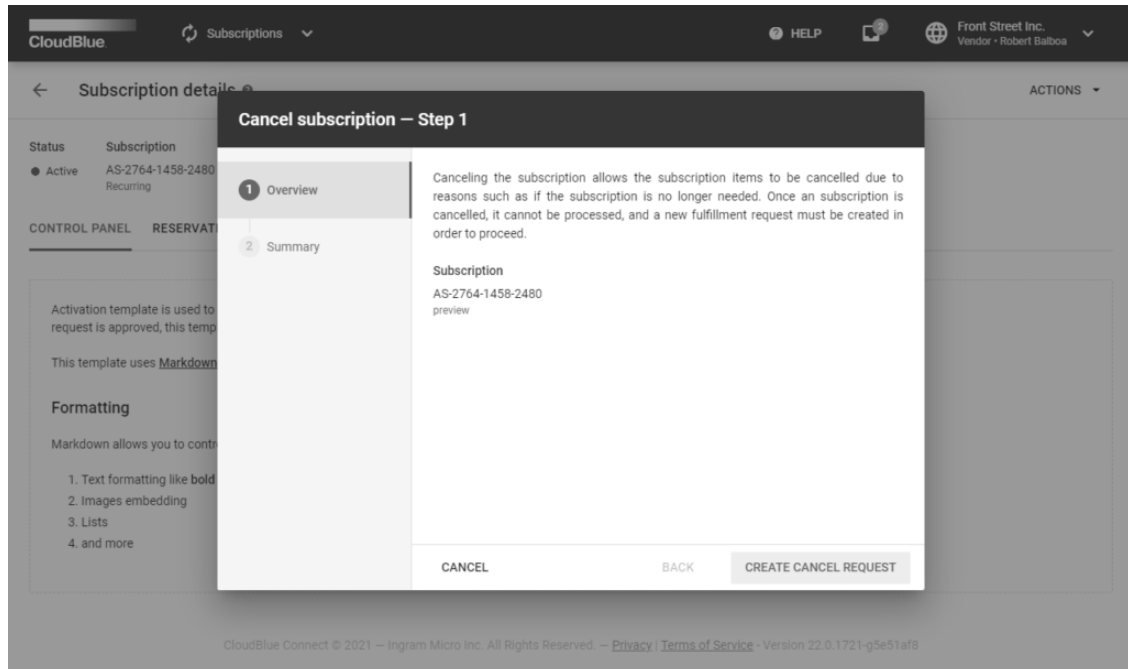 CloudBlue.
Subscriptions
HELP
2
Front Street Inc.
Vendor • Robert Balboa
Subscription details
ACTIONS
Status
Subscription
Active
AS-2764-1458-2480
Recurring
CONTROL PANEL
RESERVATI
Activation template is used to
request is approved, this temp
This template uses Markdown
Formatting
Markdown allows you to contr
1. Text formatting like bold
2. Images embedding
3. Lists
4. and more
Cancel subscription — Step 1
1 Overview
2 Summary
Canceling the subscription allows the subscription items to be cancelled due to
reasons such as if the subscription is no longer needed. Once an subscription is
cancelled, it cannot be processed, and a new fulfillment request must be created in
order to proceed.
Subscription
AS-2764-1458-2480
preview
CANCEL
BACK
CREATE CANCEL REQUEST
CloudBlue Connect © 2021 — Ingram Micro Inc. All Rights Reserved. — Privacy | Terms of Service - Version 22.0.1721-g5e51af8